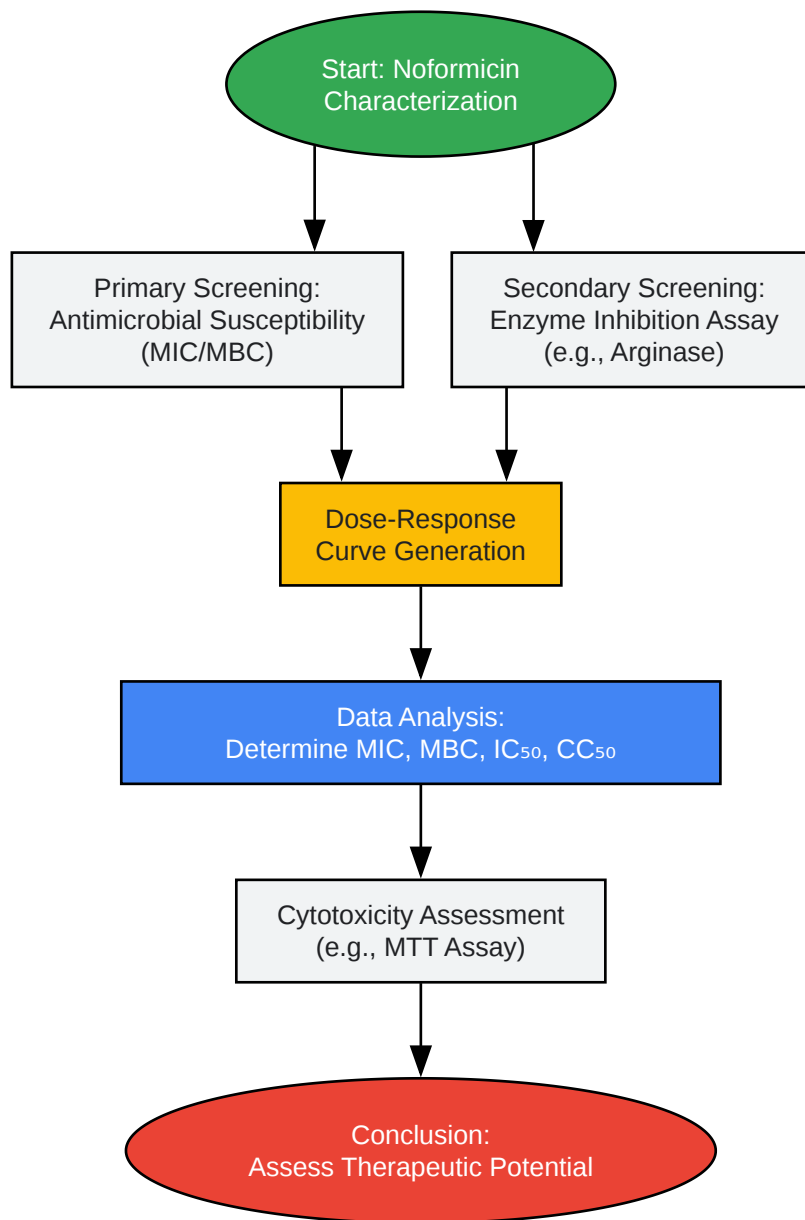 Start: Noformicin
Characterization
Primary Screening:
Antimicrobial Susceptibility
(MIC/MBC)
Secondary Screening:
Enzyme Inhibition Assay
(e.g., Arginase)
Dose-Response
Curve Generation
Data Analysis:
Determine MIC, MBC, IC₅₀, CC₅₀
Cytotoxicity Assessment
(e.g., MTT Assay)
Conclusion:
Assess Therapeutic Potential